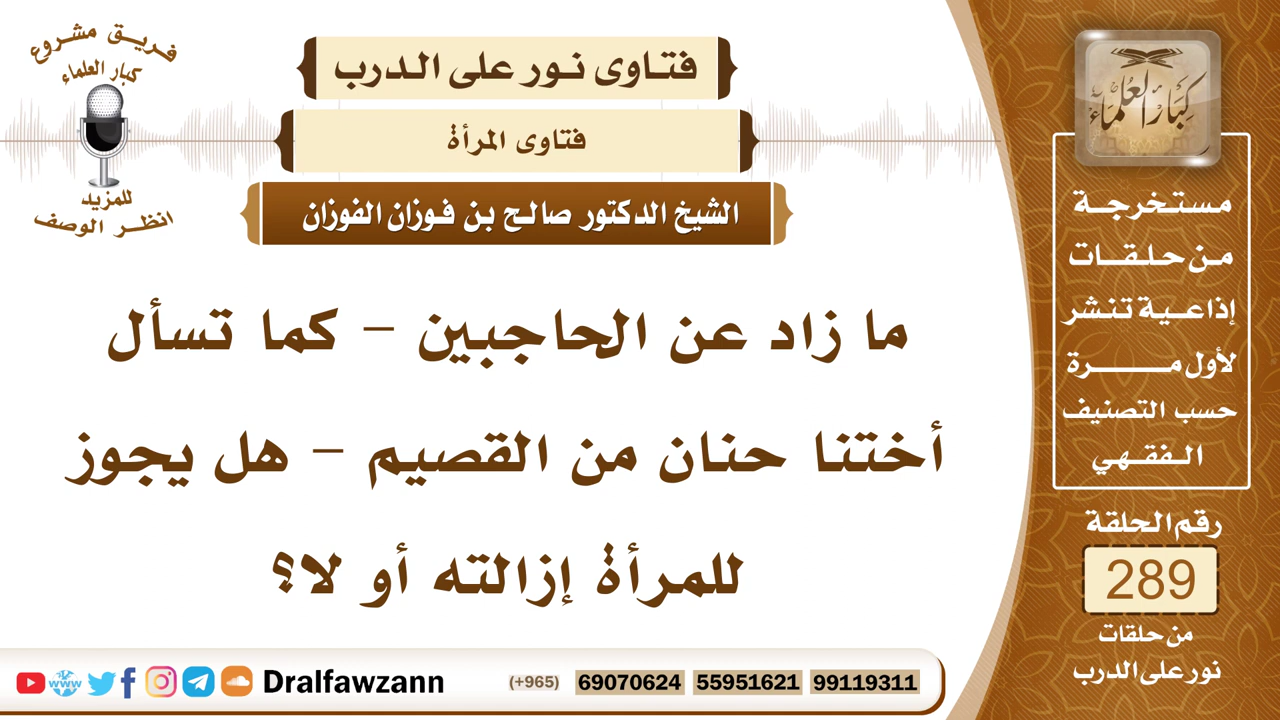 فريق مشروع
كبار العلماء
للمزيد
انظر الوصف
فتاوى نور على الدرب
فتاوى المرأة
الشيخ الدكتور صالح بن فوزان الفوزان
ما زاد عن الحاجبين - كما تسأل
أختنا حنان من القصيم - هل يجوز
للمرأة إزالته أو لا؟
كبار العلماء
مستخرجة
من حلقات
إذاعية تنشر
لأول مرة
حسب التصنيف
الفقهي
رقم الحلقة
289
من حلقات
نور على الدرب
www
Dralfawzann
(+965) 69070624 55951621 99119311